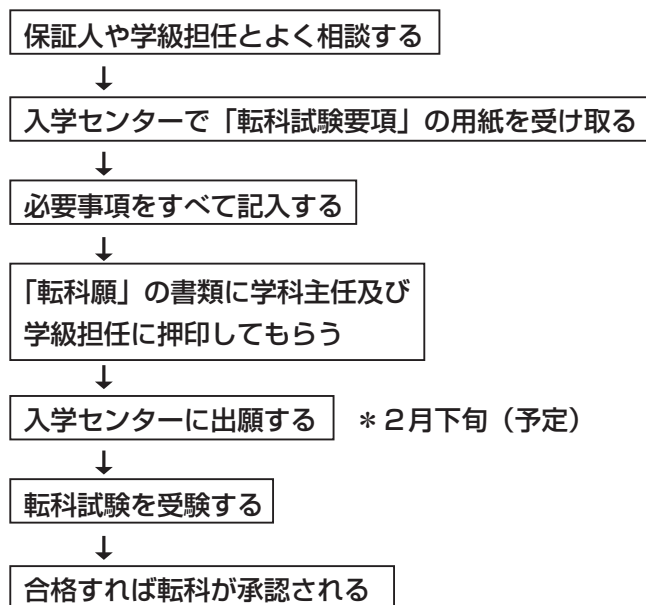 保証人や学級担任とよく相談する
↓
入学センターで「転科試験要項」の用紙を受け取る
↓
必要事項をすべて記入する
↓
「転科願」の書類に学科主任及び
学級担任に押印してもらう
↓
入学センターに出願する ＊２月下旬（予定）
↓
転科試験を受験する
↓
合格すれば転科が承認される